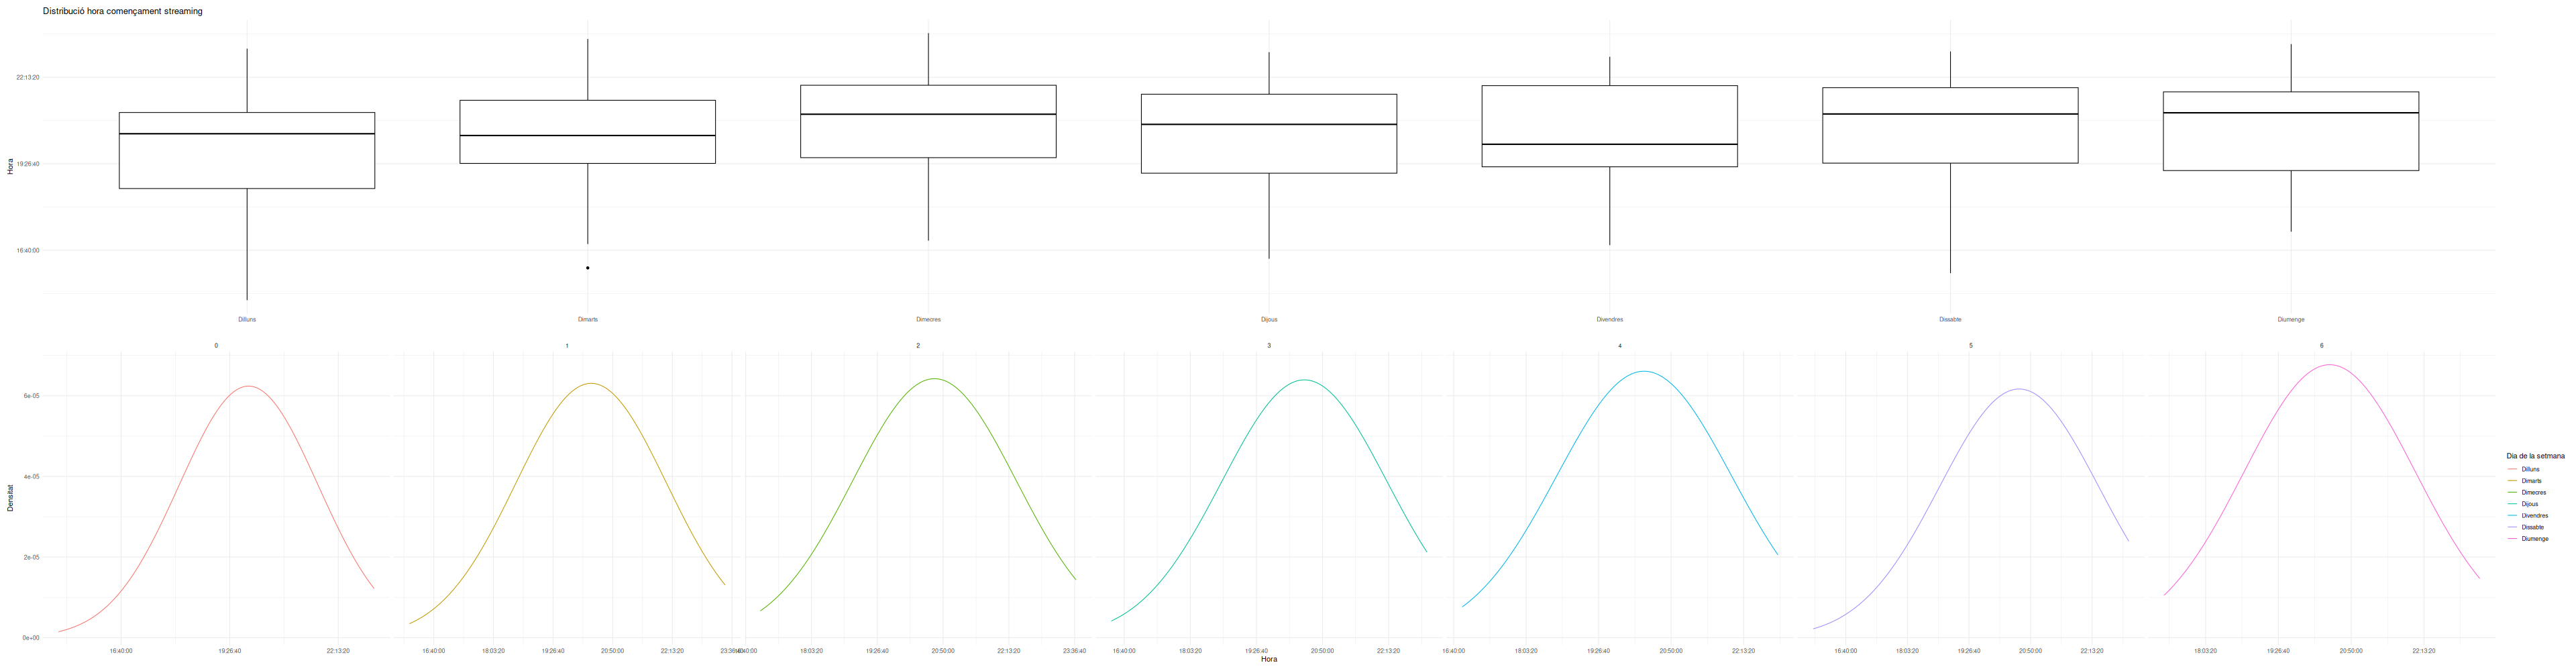 Distribució hora començament streaming
Hora
22:13:20
19:26:40
16:40:00
Dilluns
Dimarts
Dimecres
Dijous
Divendres
Dissabte
Diumenge
0
1
2
3
4
5
6
Densitat
6e-05
4e-05
2e-05
0e+00
16:40:00
19:26:40
22:13:20
16:40:00
18:03:20
19:26:40
20:50:00
22:13:20
18:03:20
19:26:40
20:50:00
22:13:20
23:36:40
16:40:00
18:03:20
19:26:40
20:50:00
22:13:20
16:40:00
18:03:20
19:26:40
20:50:00
22:13:20
16:40:00
18:03:20
19:26:40
20:50:00
22:13:20
18:03:20
19:26:40
20:50:00
22:13:20
Hora
Dia de la setmana
Dilluns
Dimarts
Dimecres
Dijous
Divendres
Dissabte
Diumenge